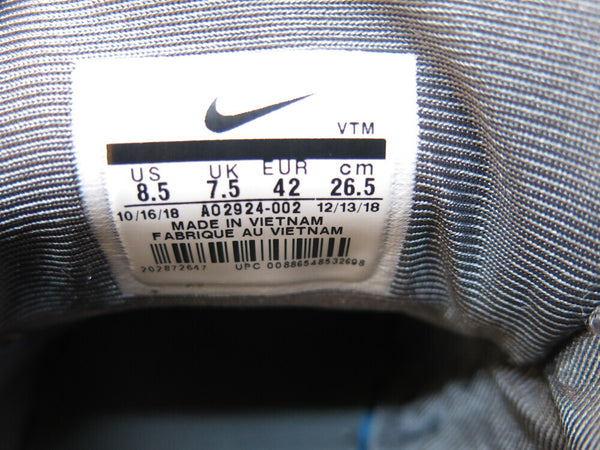 VTM
US UK EUR cm
8.5 7.5 42 26.5
10/16/18 AO2924-002 12/13/18
MADE IN VIETNAM
FABRIQUE AU VIETNAM
202872647 UPC 00886548532698